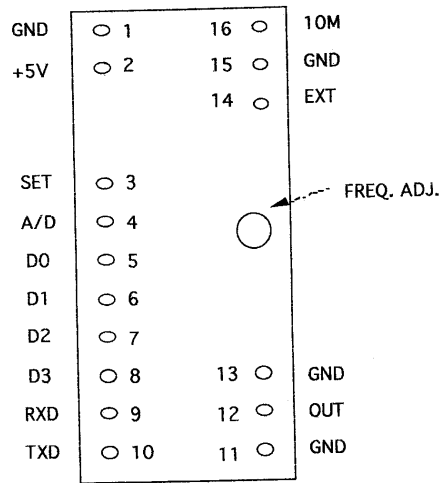 GND 1 16 10M
+5V 2 15 GND
14 EXT
SET 3
FREQ. ADJ.
A/D 4
D0 5
D1 6
D2 7
D3 8 13 GND
RXD 9 12 OUT
TXD 10 11 GND